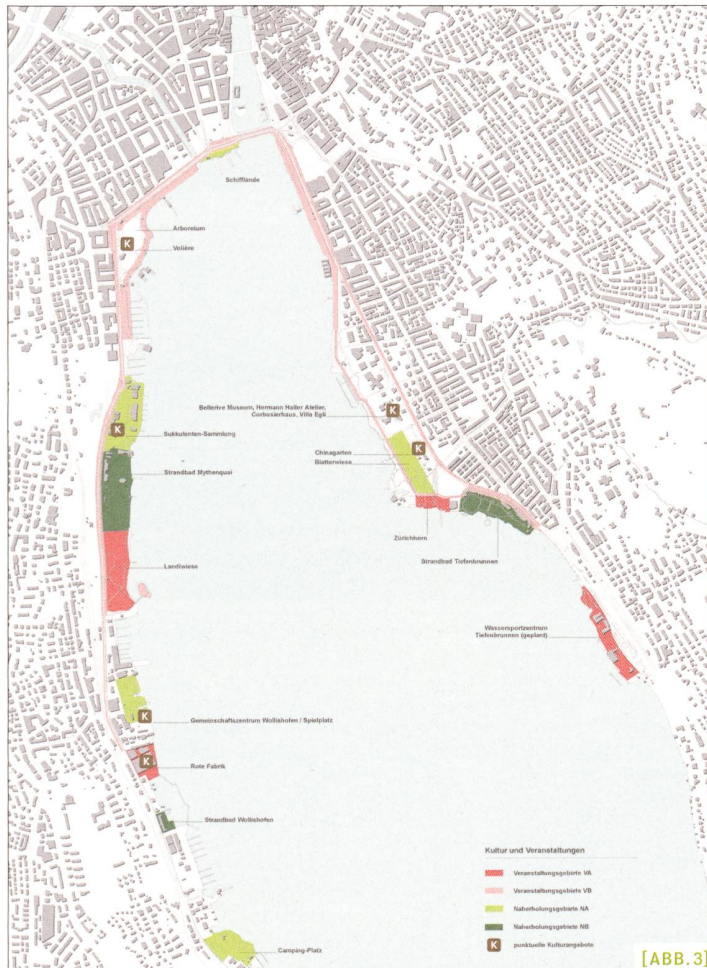 Schifflände
Arboretum
K
Volière
Bellerive Museum, Hermann Haller Atelier,
Corbusierhaus, Villa Egli
K
K
Sukkulenten-Sammlung
Chinagarten
K
Blatterwiese
Strandbad Mythenquai
Zürichhorn
Strandbad Tiefenbrunnen
Landiwiese
Wassersportzentrum
Tiefenbrunnen (geplant)
K
Gemeinschaftszentrum Wollishofen / Spielplatz
K
Rote Fabrik
Strandbad Wollishofen
Kultur und Veranstaltungen
Veranstaltungsgebiete VA
Veranstaltungsgebiete VB
Naherholungsgebiete NA
Naherholungsgebiete NB
K punktuelle Kulturangebote
Camping-Platz
[ABB.3]